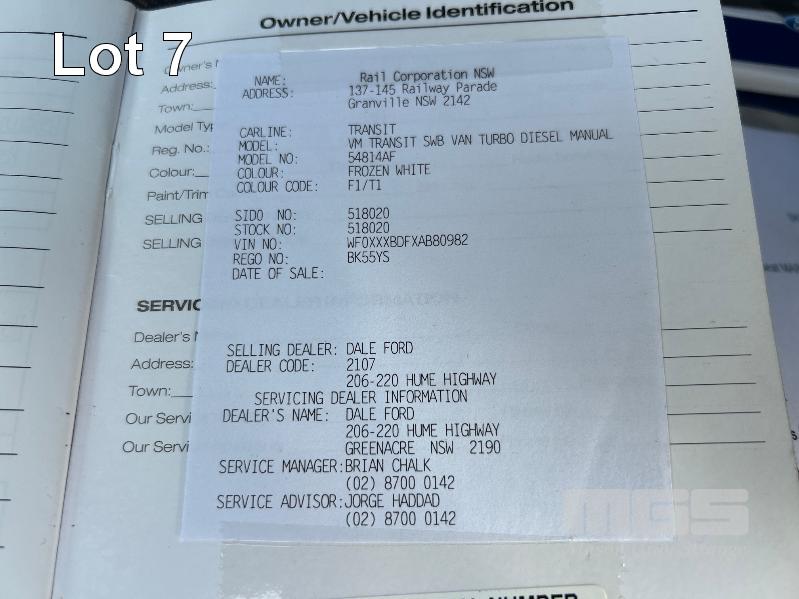 Lot 7
Owner/Vehicle Identification
Owner's N
Address:
Town:
Model Typ
Reg. No.:
Colour:
Paint/Trim
SELLING
SELLING
NAME: Rail Corporation NSW
ADDRESS: 137-145 Railway Parade
Granville NSW 2142
CARLINE: TRANSIT
MODEL: VM TRANSIT SWB VAN TURBO DIESEL MANUAL
MODEL NO: 54814AF
COLOUR: FROZEN WHITE
COLOUR CODE: F1/T1
SIDO NO: 518020
STOCK NO: 518020
VIN NO: WF0XXXBDFXAB80982
REGO NO: BK55YS
DATE OF SALE:
SERVIC
Dealer's N
Address:
Town:
Our Servi
Our Servi
SELLING DEALER: DALE FORD
DEALER CODE: 2107
206-220 HUME HIGHWAY
SERVICING DEALER INFORMATION
DEALER'S NAME: DALE FORD
206-220 HUME HIGHWAY
GREENACRE NSW 2190
SERVICE MANAGER: BRIAN CHALK
(02) 8700 0142
SERVICE ADVISOR: JORGE HADDAD
(02) 8700 0142
MGS